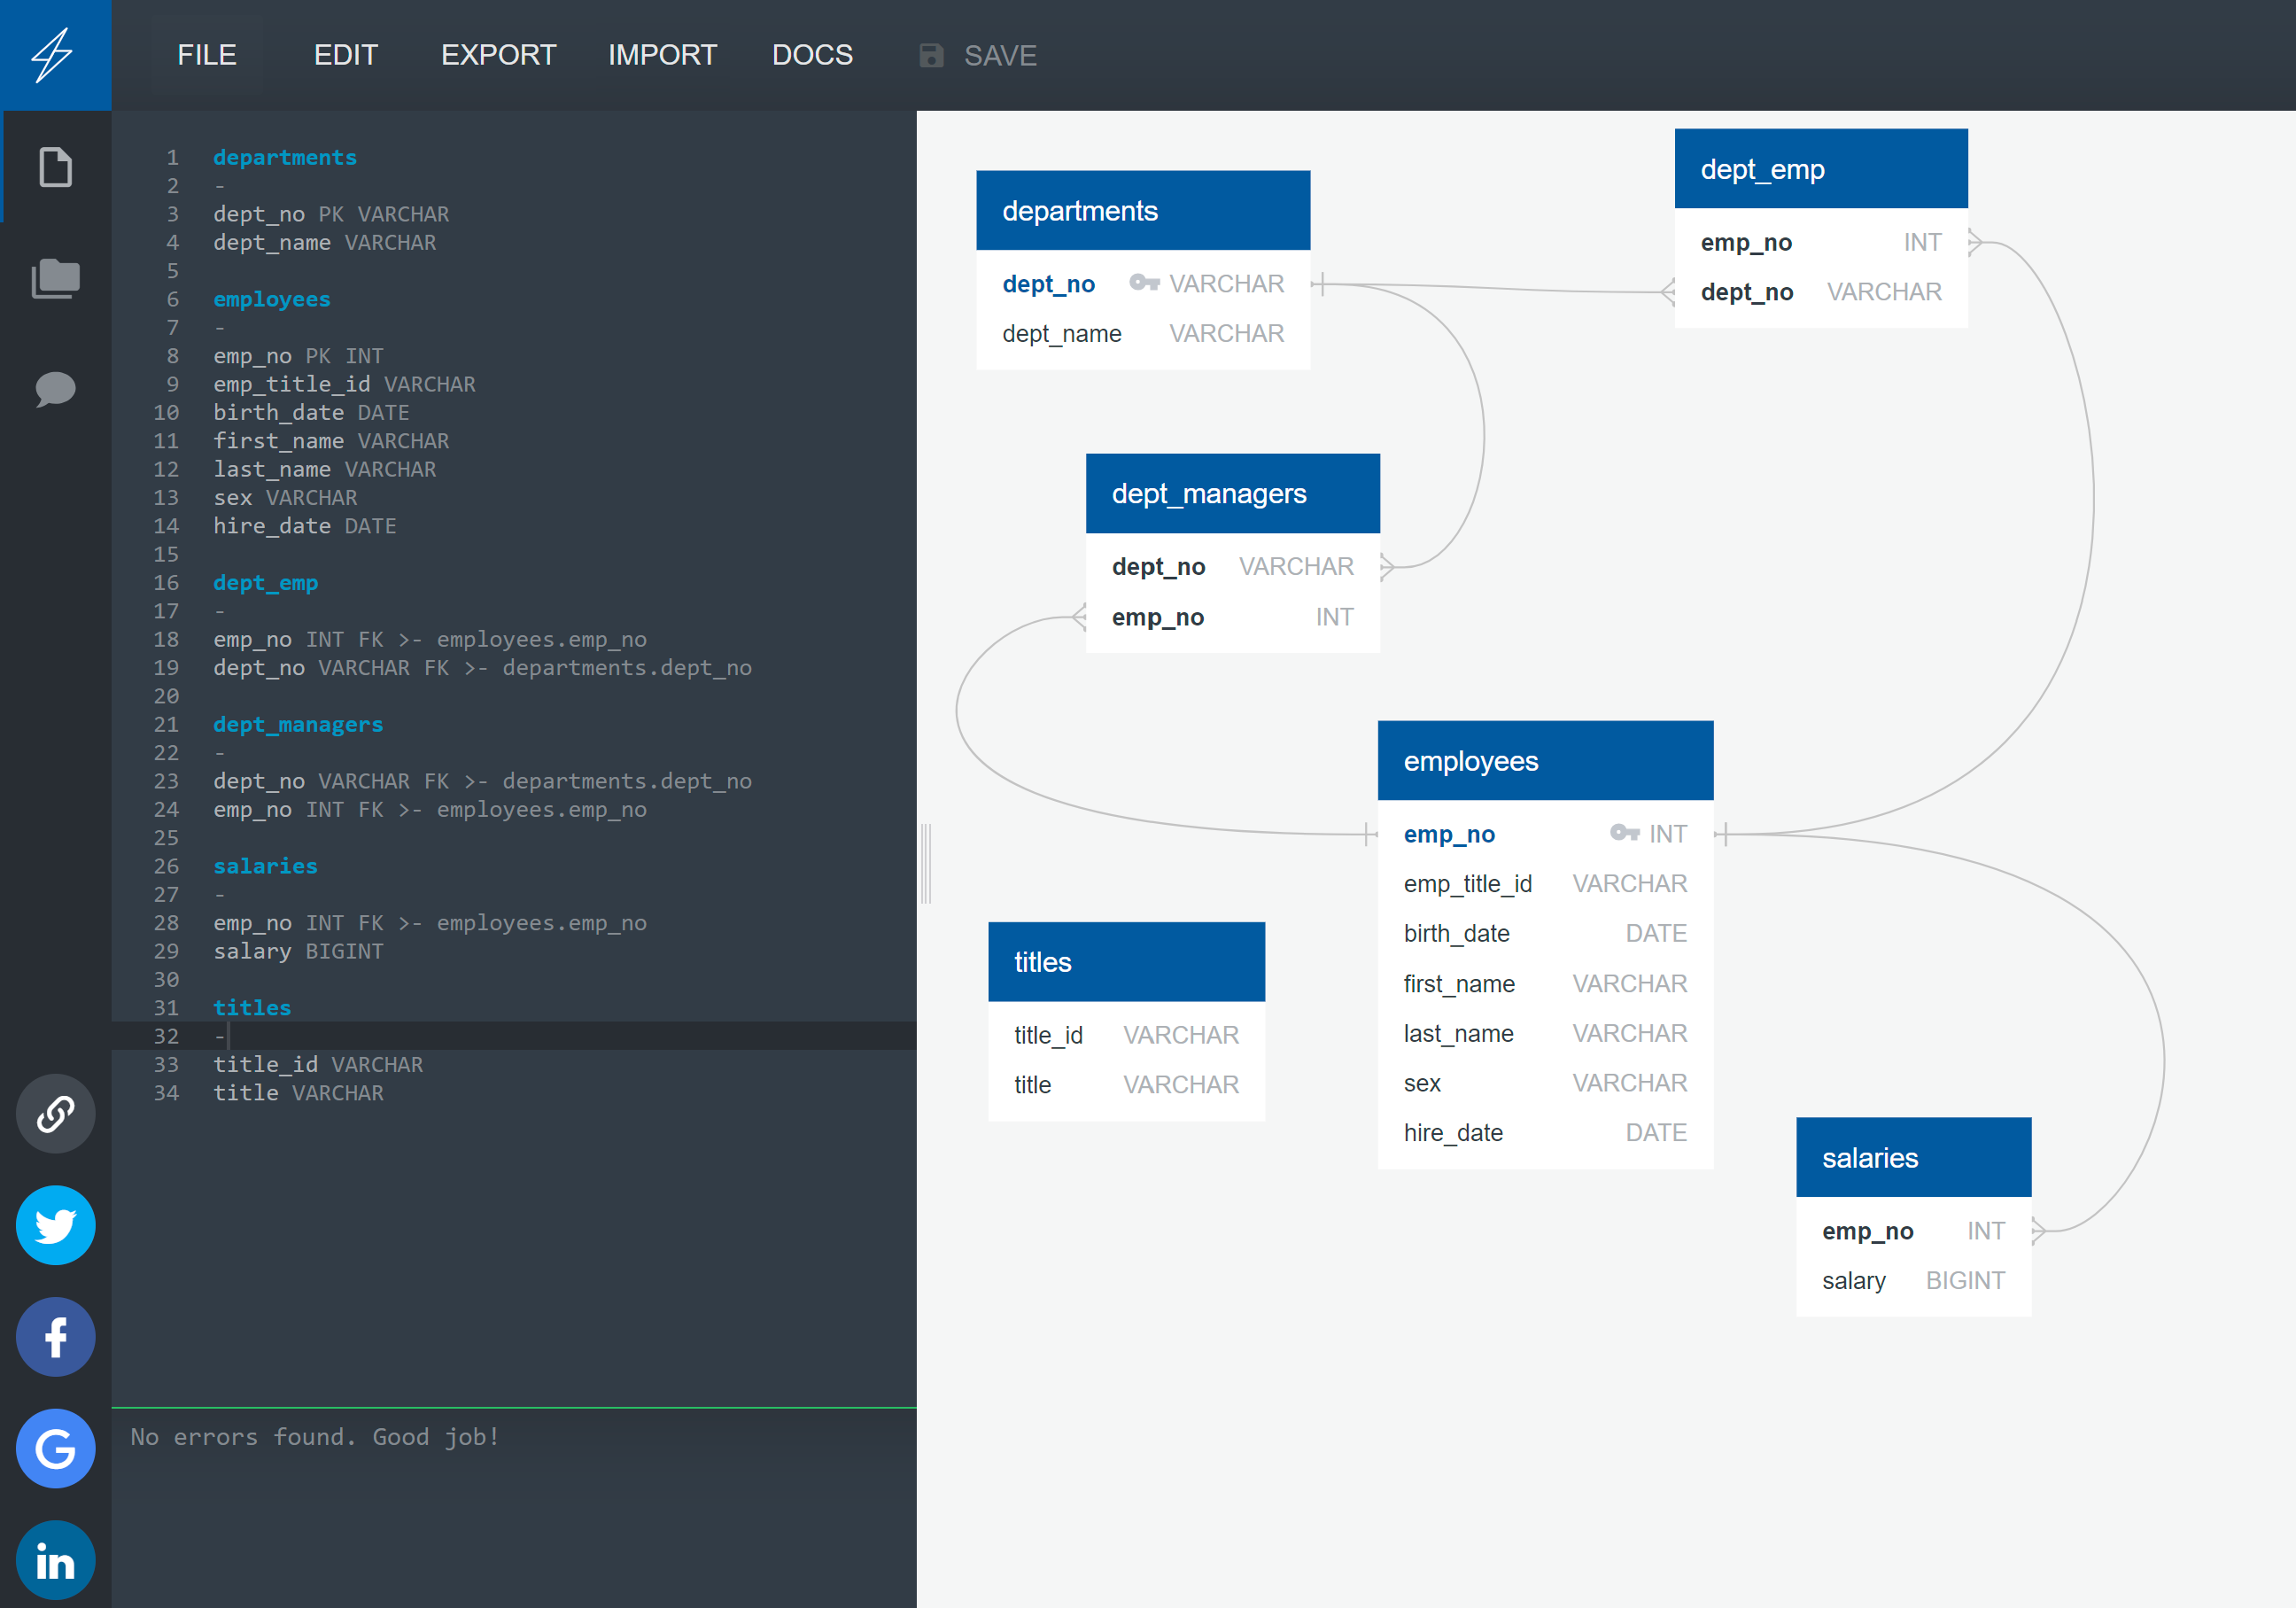 FILE EDIT EXPORT IMPORT DOCS SAVE
1 departments
2 -
3 dept_no PK VARCHAR
4 dept_name VARCHAR
5
6 employees
7 -
8 emp_no PK INT
9 emp_title_id VARCHAR
10 birth_date DATE
11 first_name VARCHAR
12 last_name VARCHAR
13 sex VARCHAR
14 hire_date DATE
15
16 dept_emp
17 -
18 emp_no INT FK >- employees.emp_no
19 dept_no VARCHAR FK >- departments.dept_no
20
21 dept_managers
22 -
23 dept_no VARCHAR FK >- departments.dept_no
24 emp_no INT FK >- employees.emp_no
25
26 salaries
27 -
28 emp_no INT FK >- employees.emp_no
29 salary BIGINT
30
31 titles
32 -
33 title_id VARCHAR
34 title VARCHAR
No errors found. Good job!
departments
dept_no VARCHAR
dept_name VARCHAR
dept_emp
emp_no INT
dept_no VARCHAR
dept_managers
dept_no VARCHAR
emp_no INT
employees
emp_no INT
emp_title_id VARCHAR
birth_date DATE
first_name VARCHAR
last_name VARCHAR
sex VARCHAR
hire_date DATE
titles
title_id VARCHAR
title VARCHAR
salaries
emp_no INT
salary BIGINT
f
G
in